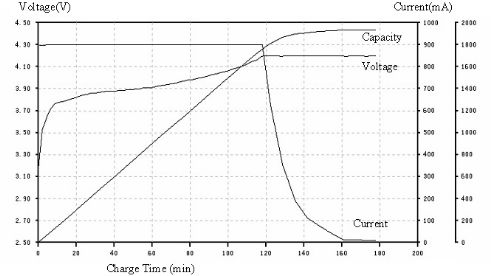 Voltage(V) Current(mA)
4.50 1000 2000
4.30 900 1800
Capacity
4.10 800 1600
Voltage
3.90 700 1400
3.70 600 1200
3.50 500 1000
3.30 400 800
3.10 300 600
2.90 200 400
2.70 100 200
Current
2.50 0 0
0 20 40 60 80 100 120 140 160 180 200
Charge Time (min)